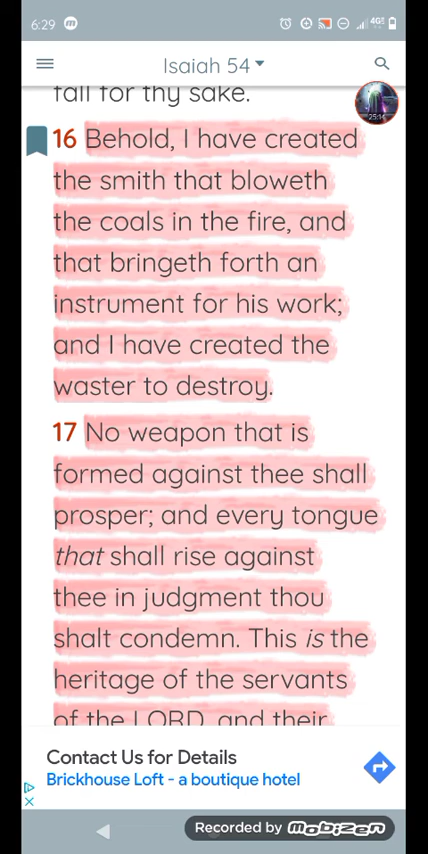 6:29
4G
Isaiah 54
fall for thy sake.
25:14
16 Behold, I have created
the smith that bloweth
the coals in the fire, and
that bringeth forth an
instrument for his work;
and I have created the
waster to destroy.
17 No weapon that is
formed against thee shall
prosper; and every tongue
that shall rise against
thee in judgment thou
shalt condemn. This is the
heritage of the servants
of the LORD, and their
Contact Us for Details
Brickhouse Loft - a boutique hotel
Recorded by mobizen